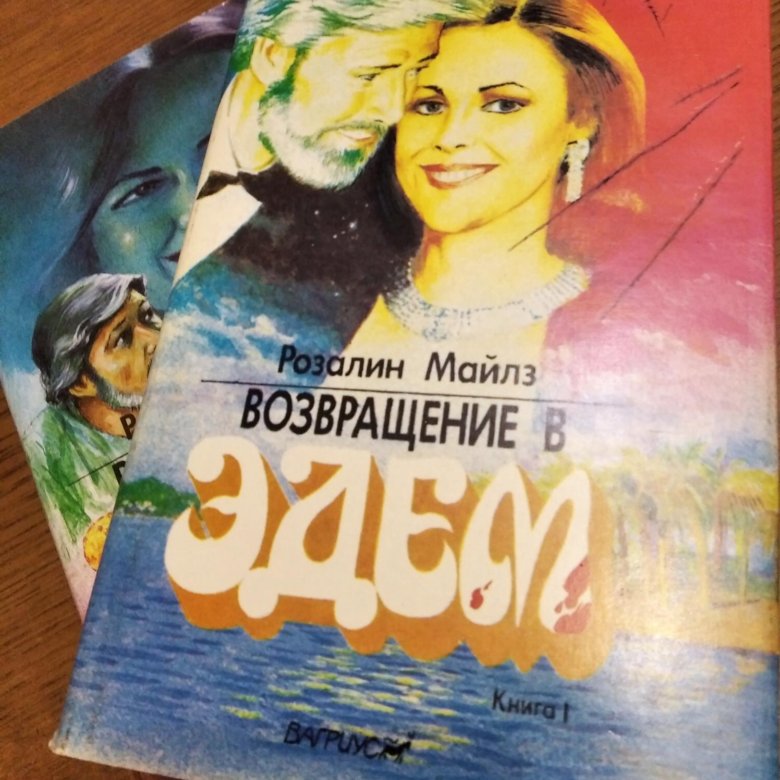 Розалин Майлз
ВОЗВРАЩЕНИЕ В
ЭДЕМ
Книга I
ВАГРИУС